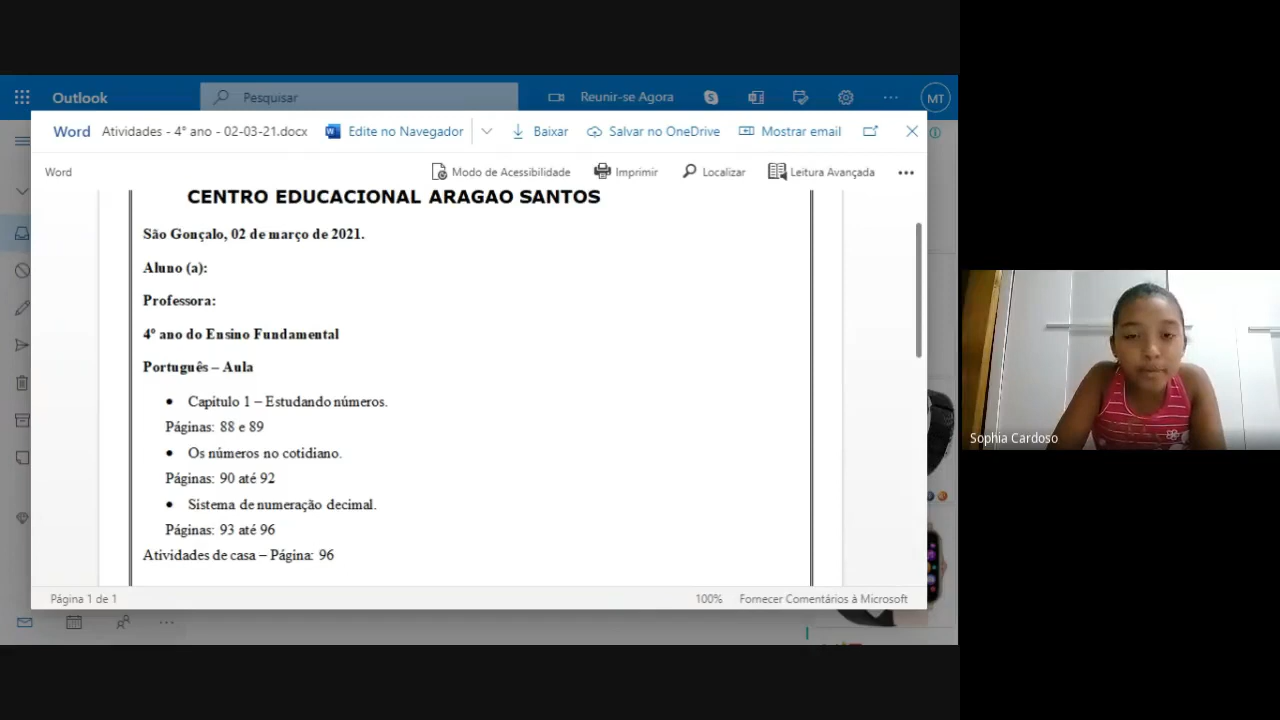 Outlook
Pesquisar
Reunir-se Agora
MT
Word
Atividades - 4° ano - 02-03-21.docx
Edite no Navegador
Baixar
Salvar no OneDrive
Mostrar email
Word
Modo de Acessibilidade
Imprimir
Localizar
Leitura Avançada
CENTRO EDUCACIONAL ARAGAO SANTOS
São Gonçalo, 02 de março de 2021.
Aluno (a):
Professora:
4º ano do Ensino Fundamental
Português – Aula
• Capitulo 1 – Estudando números.
Páginas: 88 e 89
• Os números no cotidiano.
Páginas: 90 até 92
• Sistema de numeração decimal.
Páginas: 93 até 96
Atividades de casa – Página: 96
Página 1 de 1
100%
Fornecer Comentários à Microsoft
Sophia Cardoso